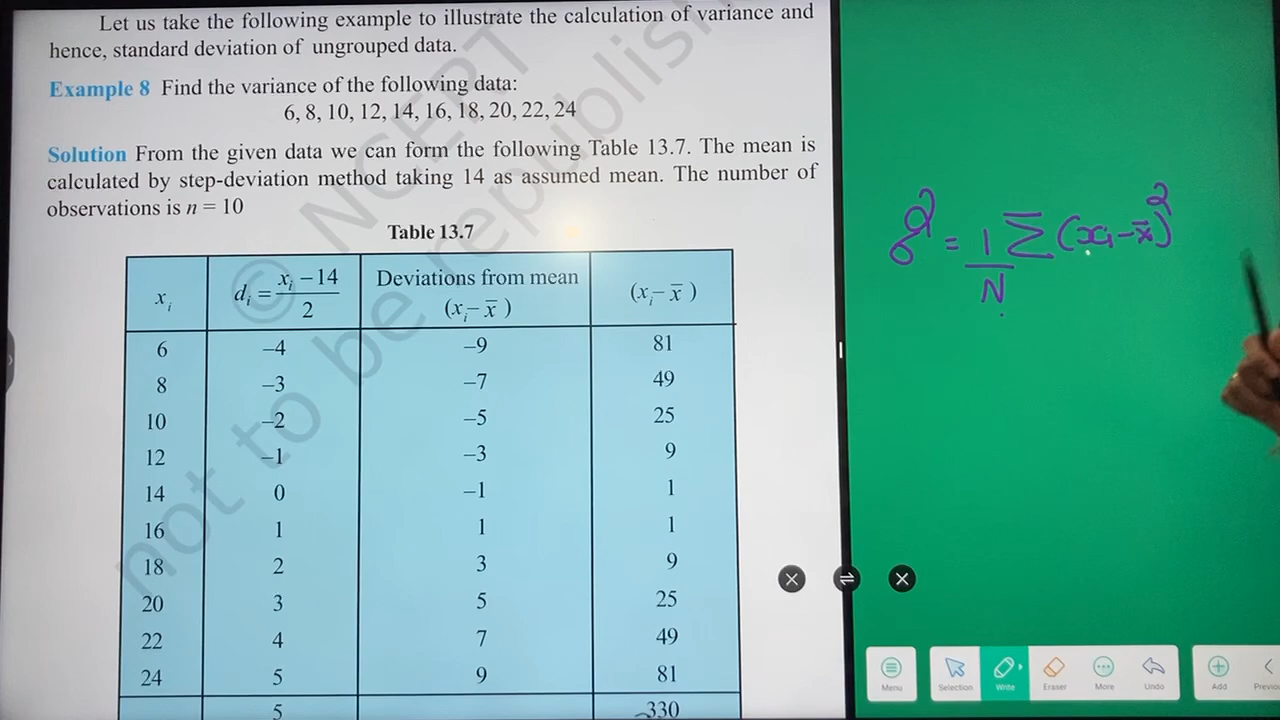 Let us take the following example to illustrate the calculation of variance and
hence, standard deviation of ungrouped data.
Example 8 Find the variance of the following data:
6, 8, 10, 12, 14, 16, 18, 20, 22, 24
Solution From the given data we can form the following Table 13.7. The mean is
calculated by step-deviation method taking 14 as assumed mean. The number of
observations is n = 10
Table 13.7
xᵢ | dᵢ = (xᵢ – 14)/2 | Deviations from mean (xᵢ– x̄ ) | (xᵢ– x̄ )
6 –4 –9 81
8 –3 –7 49
10 –2 –5 25
12 –1 –3 9
14 0 –1 1
16 1 1 1
18 2 3 9
20 3 5 25
22 4 7 49
24 5 9 81
5 330
© NCERT
not to be republish
σ² = 1/N Σ (xᵢ – x̄)²
Menu Selection Write Eraser More Undo Add Previou